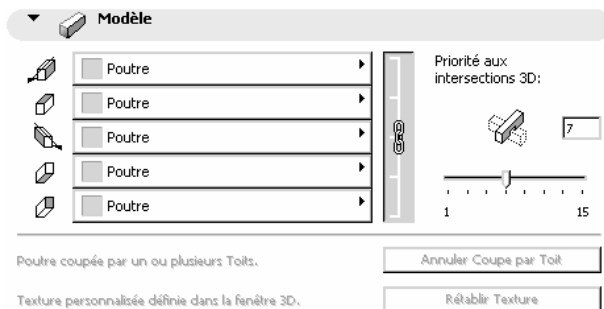 Modèle
Poutre
Poutre
Poutre
Poutre
Poutre
Priorité aux
intersections 3D:
7
1 15
Poutre coupée par un ou plusieurs Toits.
Annuler Coupe par Toit
Texture personnalisée définie dans la fenêtre 3D.
Rétablir Texture